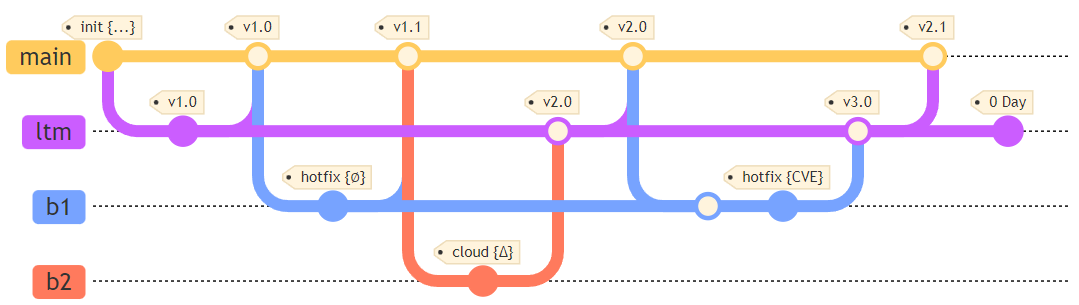 init {...}
v1.0
v1.1
v2.0
v2.1
main
v1.0
v2.0
v3.0
0 Day
ltm
hotfix {∅}
hotfix {CVE}
b1
cloud {Δ}
b2